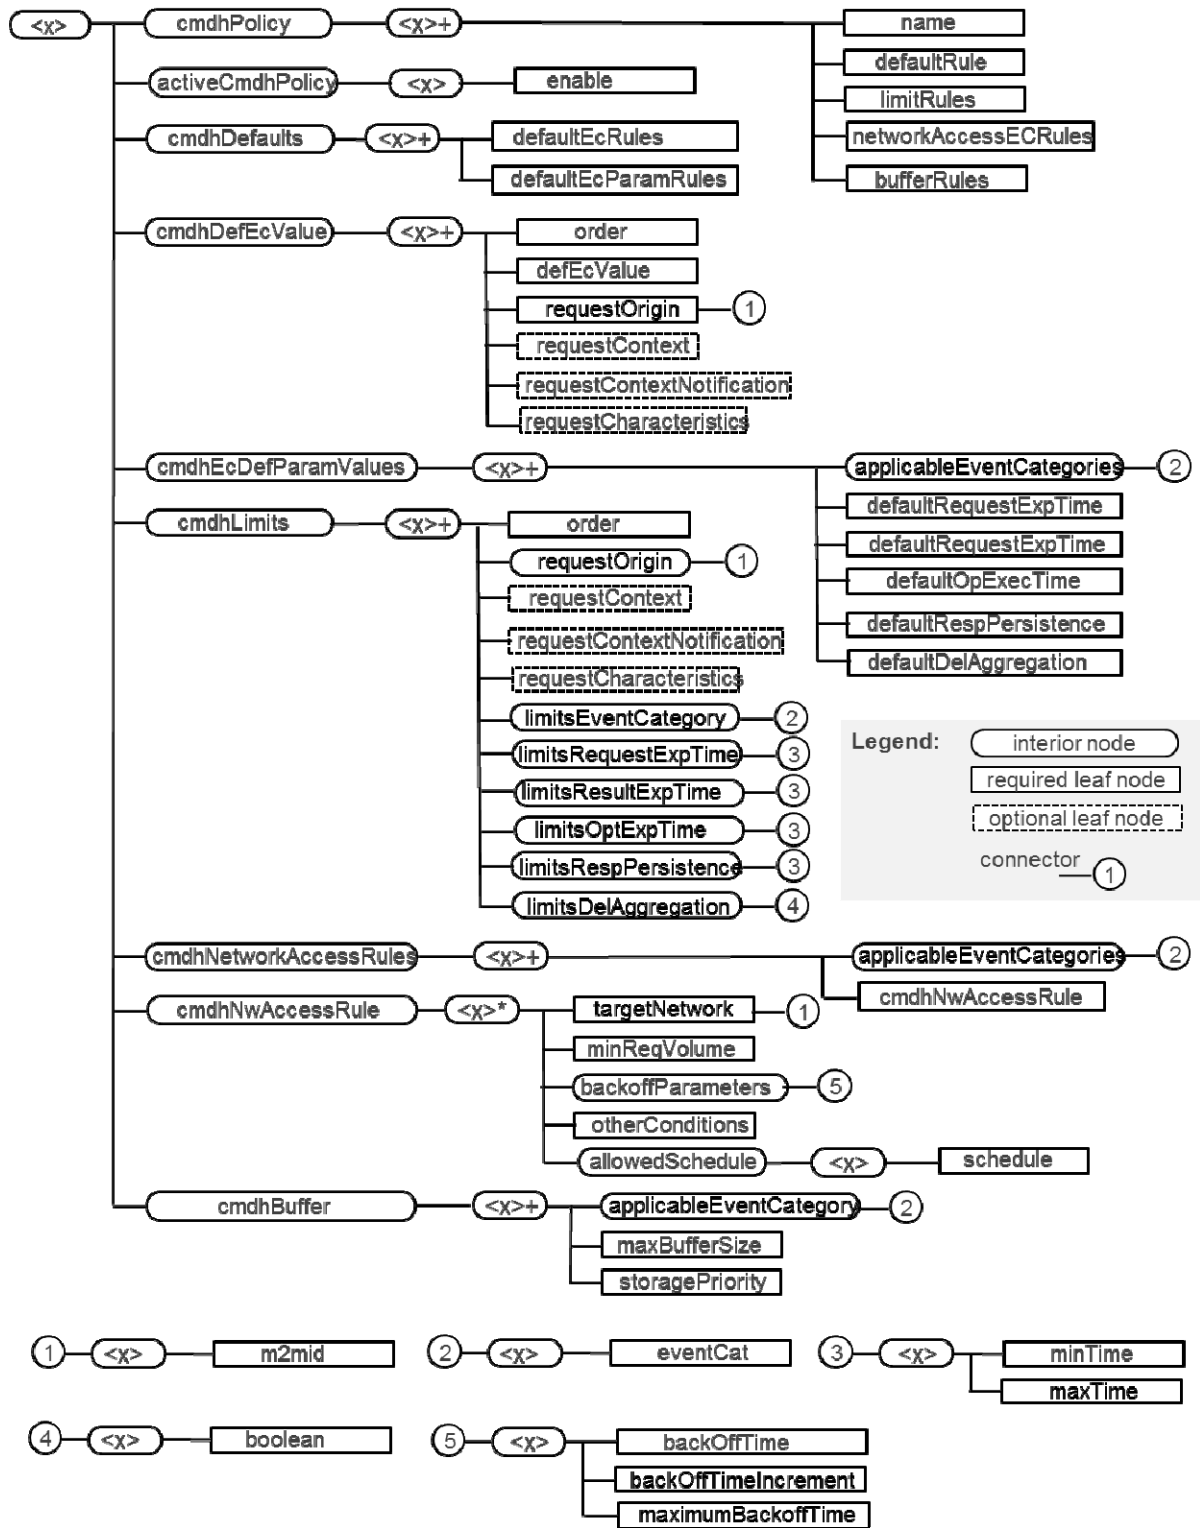 <x>
cmdhPolicy
<x>+
name
defaultRule
limitRules
networkAccessECRules
bufferRules
activeCmdhPolicy
<x>
enable
cmdhDefaults
<x>+
defaultEcRules
defaultEcParamRules
cmdhDefEcValue
<x>+
order
defEcValue
requestOrigin
1
requestContext
requestContextNotification
requestCharacteristics
cmdhEcDefParamValues
<x>+
applicableEventCategories
2
defaultRequestExpTime
defaultRequestExpTime
defaultOpExecTime
defaultRespPersistence
defaultDelAggregation
cmdhLimits
<x>+
order
requestOrigin
1
requestContext
requestContextNotification
requestCharacteristics
limitsEventCategory
2
limitsRequestExpTime
3
limitsResultExpTime
3
limitsOptExpTime
3
limitsRespPersistence
3
limitsDelAggregation
4
Legend:
interior node
required leaf node
optional leaf node
connector
1
cmdhNetworkAccessRules
<x>+
applicableEventCategories
2
cmdhNwAccessRule
cmdhNwAccessRule
<x>*
targetNetwork
1
minReqVolume
backoffParameters
5
otherConditions
allowedSchedule
<x>
schedule
cmdhBuffer
<x>+
applicableEventCategory
2
maxBufferSize
storagePriority
1
<x>
m2mid
2
<x>
eventCat
3
<x>
minTime
maxTime
4
<x>
boolean
5
<x>
backOffTime
backOffTimeIncrement
maximumBackoffTime